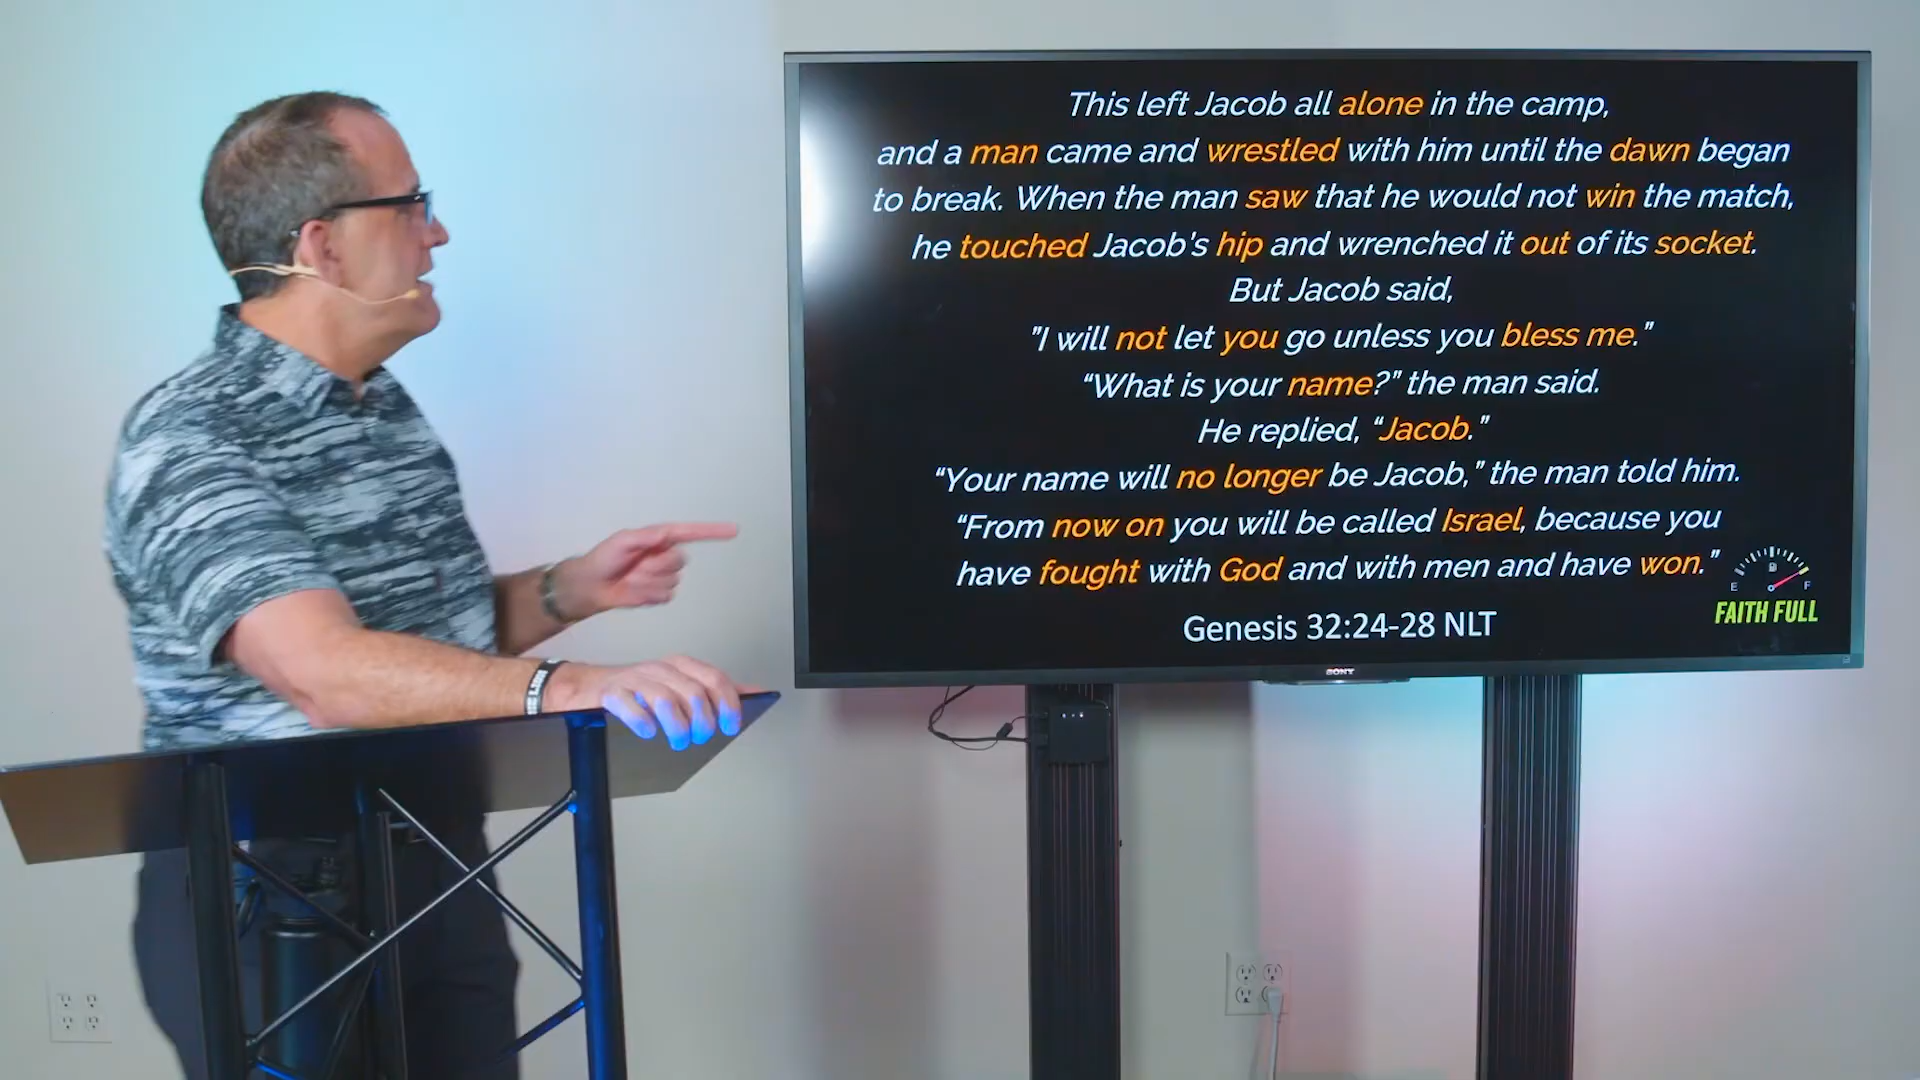 This left Jacob all alone in the camp,
and a man came and wrestled with him until the dawn began
to break. When the man saw that he would not win the match,
he touched Jacob's hip and wrenched it out of its socket.
But Jacob said,
"I will not let you go unless you bless me."
“What is your name?” the man said.
He replied, “Jacob.”
“Your name will no longer be Jacob,” the man told him.
“From now on you will be called Israel, because you
have fought with God and with men and have won.”
E F
FAITH FULL
Genesis 32:24-28 NLT
SONY